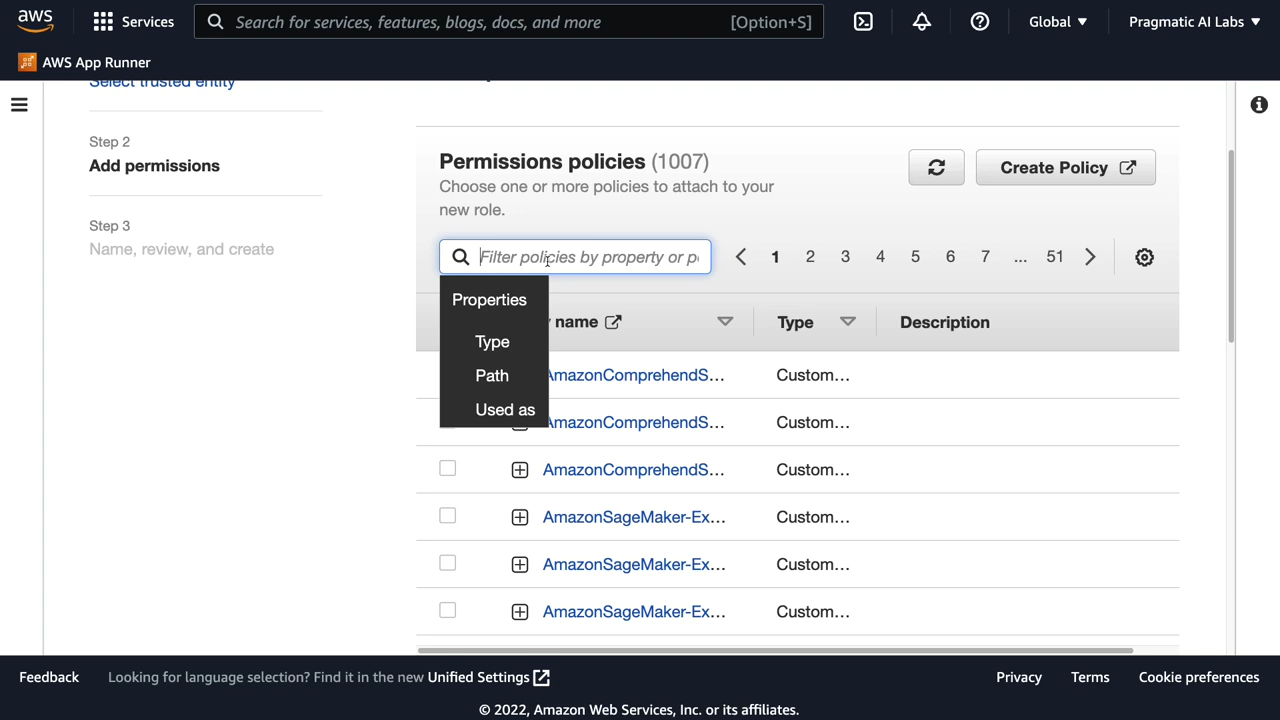 aws
Services
Search for services, features, blogs, docs, and more
[Option+S]
Global
Pragmatic AI Labs
AWS App Runner
Select trusted entity
Step 2
Add permissions
Step 3
Name, review, and create
Permissions policies (1007)
Choose one or more policies to attach to your
new role.
Create Policy
Filter policies by property or p
1 2 3 4 5 6 7 ... 51
Properties
Type
Path
Used as
name
Type
Description
AmazonComprehendS... Custom...
AmazonComprehendS... Custom...
AmazonComprehendS... Custom...
AmazonSageMaker-Ex... Custom...
AmazonSageMaker-Ex... Custom...
AmazonSageMaker-Ex... Custom...
Feedback
Looking for language selection? Find it in the new Unified Settings
Privacy
Terms
Cookie preferences
© 2022, Amazon Web Services, Inc. or its affiliates.